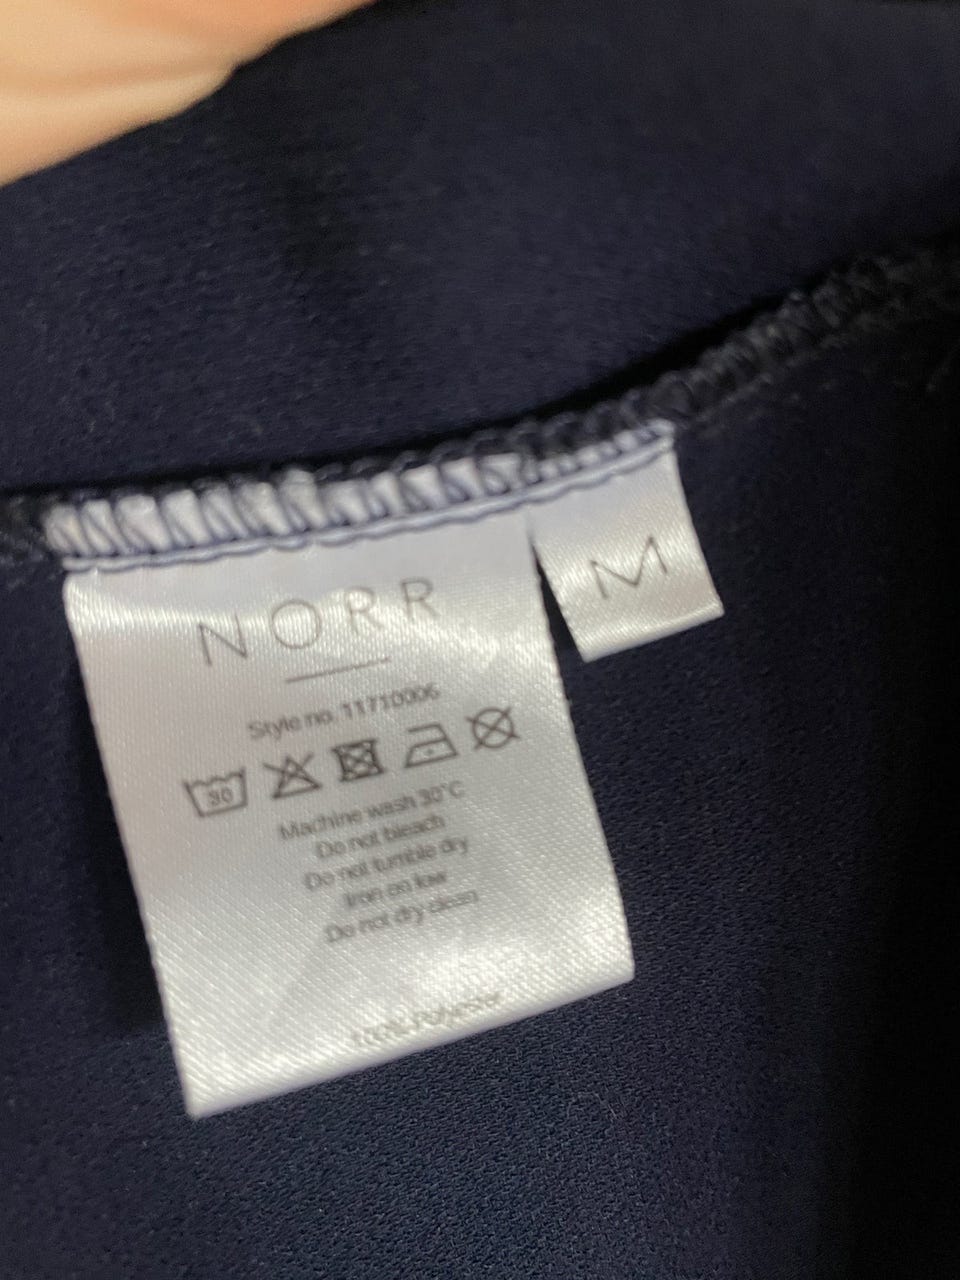 NORR
M
Style no. 11710006
30
Machine wash 30°C
Do not bleach
Do not tumble dry
Iron on low
Do not dry clean
100% Polyester